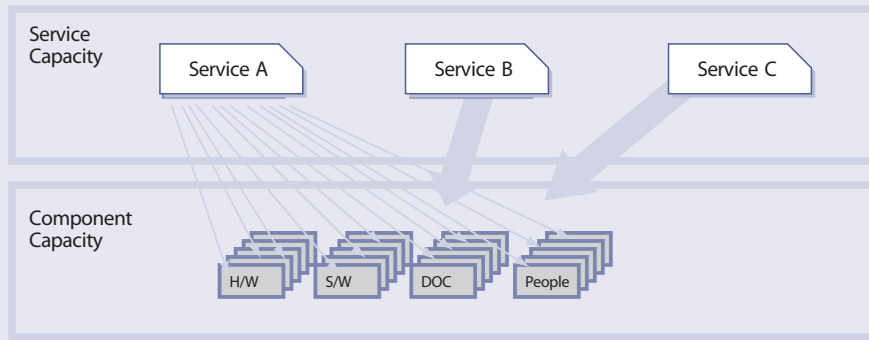 Service
Capacity
Service A
Service B
Service C
Component
Capacity
H/W
S/W
DOC
People